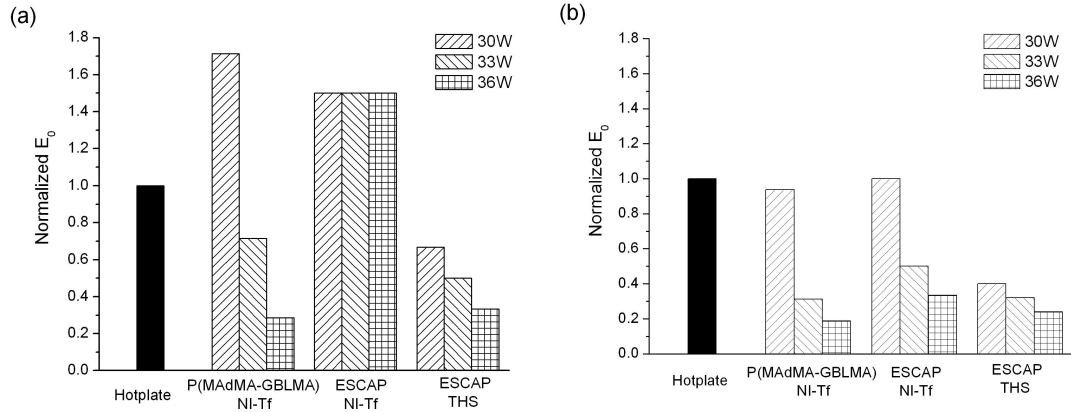 (a)
1.8
1.6
1.4
1.2
1.0
0.8
0.6
0.4
0.2
0.0
Normalized E0
30W
33W
36W
Hotplate
P(MAdMA-GBLMA)
NI-Tf
ESCAP
NI-Tf
ESCAP
THS
(b)
1.8
1.6
1.4
1.2
1.0
0.8
0.6
0.4
0.2
0.0
Normalized E0
30W
33W
36W
Hotplate
P(MAdMA-GBLMA)
NI-Tf
ESCAP
NI-Tf
ESCAP
THS